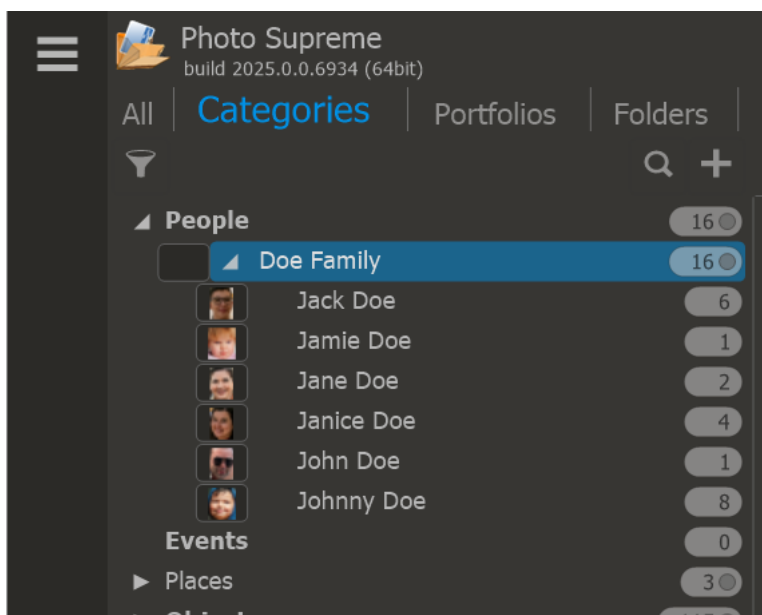 Photo Supreme
build 2025.0.0.6934 (64bit)
All Categories Portfolios Folders
People 16
Doe Family 16
Jack Doe 6
Jamie Doe 1
Jane Doe 2
Janice Doe 4
John Doe 1
Johnny Doe 8
Events 0
Places 3